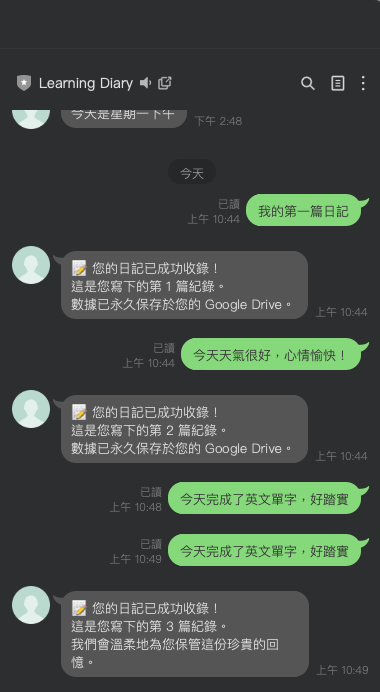 Learning Diary
今天是星期一下午
下午 2:48
今天
已讀
上午 10:44
我的第一篇日記
📝 您的日記已成功收錄！
這是您寫下的第 1 篇紀錄。
數據已永久保存於您的 Google Drive。
上午 10:44
已讀
上午 10:44
今天天氣很好，心情愉快！
📝 您的日記已成功收錄！
這是您寫下的第 2 篇紀錄。
數據已永久保存於您的 Google Drive。
上午 10:44
已讀
上午 10:48
今天完成了英文單字，好踏實
已讀
上午 10:49
今天完成了英文單字，好踏實
📝 您的日記已成功收錄！
這是您寫下的第 3 篇紀錄。
我們會溫柔地為您保管這份珍貴的回
憶。
上午 10:49